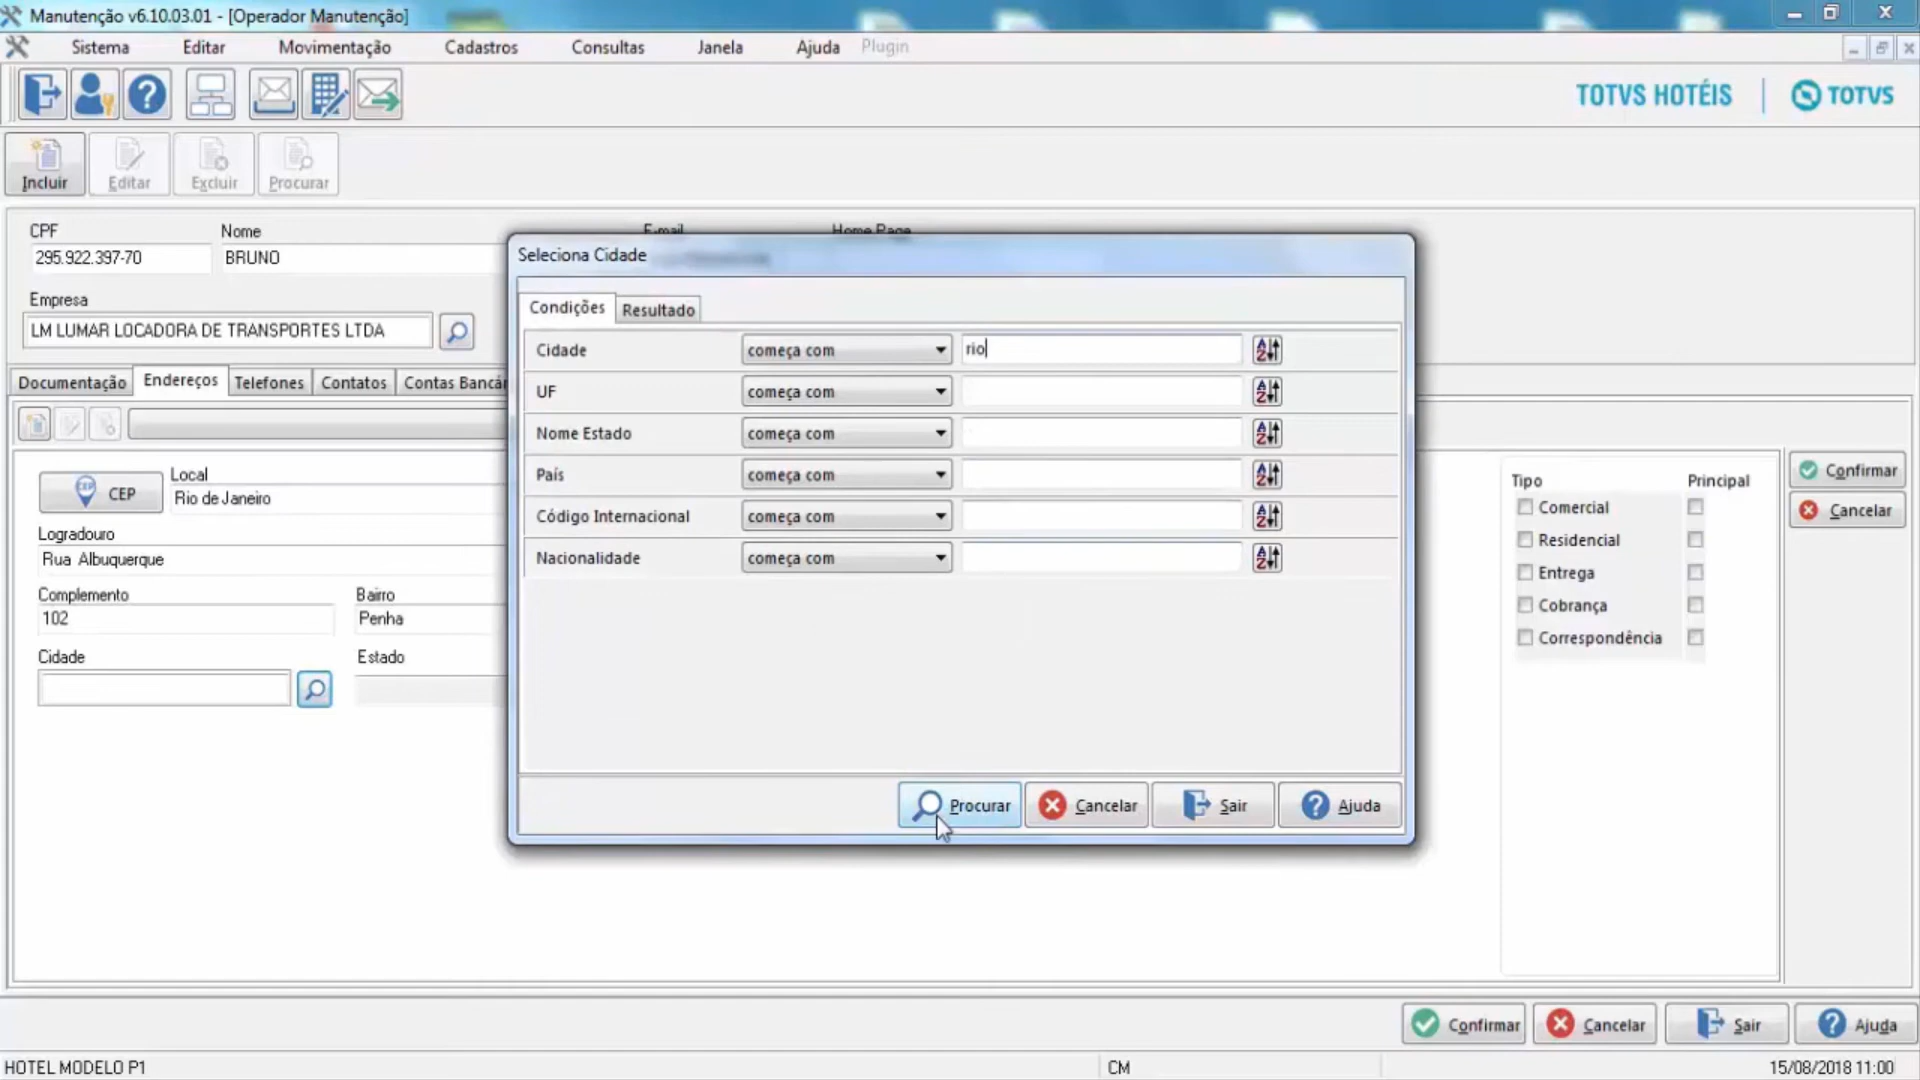 Manutenção v6.10.03.01 - [Operador Manutenção]
Sistema Editar Movimentação Cadastros Consultas Janela Ajuda Plugin
TOTVS HOTÉIS TOTVS
Incluir Editar Excluir Procurar
CPF Nome E-mail Home Page
295.922.397-70 BRUNO
Empresa
LM LUMAR LOCADORA DE TRANSPORTES LTDA
Documentação Endereços Telefones Contatos Contas Bancár
CEP
CEP
Local
Rio de Janeiro
Logradouro
Rua Albuquerque
Complemento Bairro
102 Penha
Cidade Estado
Seleciona Cidade
Condições Resultado
Cidade começa com rio
UF começa com
Nome Estado começa com
País começa com
Código Internacional começa com
Nacionalidade começa com
Procurar Cancelar Sair Ajuda
Tipo Principal
Comercial
Residencial
Entrega
Cobrança
Correspondência
Confirmar
Cancelar
Confirmar Cancelar Sair Ajuda
HOTEL MODELO P1 CM 15/08/2018 11:00